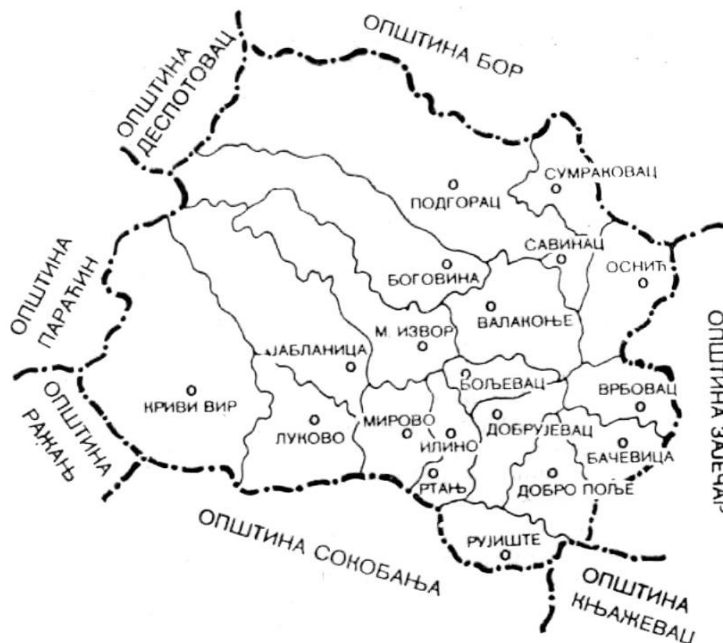 ОПШТИНА
ДЕСПОТОВАЦ
ОПШТИНА БОР
СУМРАКОВАЦ
ПОДГОРАЦ
САВИНАЦ
ОСНИЋ
БОГОВИНА
ОПШТИНА
ПАРАЋИН
ВАЛАКОЊЕ
М. ИЗВОР
ЈАБЛАНИЦА
БОЉЕВАЦ
ВРБОВАЦ
КРИВИ ВИР
ОПШТИНА
РАЖАЊ
ЛУКОВО
МИРОВО
ИЛИНО
ДОБРУЈЕВАЦ
БАЧЕВИЦА
ОПШТИНА ЗАЈЕЧАР
РТАЊ
ДОБРО ПОЉЕ
ОПШТИНА СОКОБАЊА
РУЈИШТЕ
ОПШТИНА
КЊАЖЕВАЦ